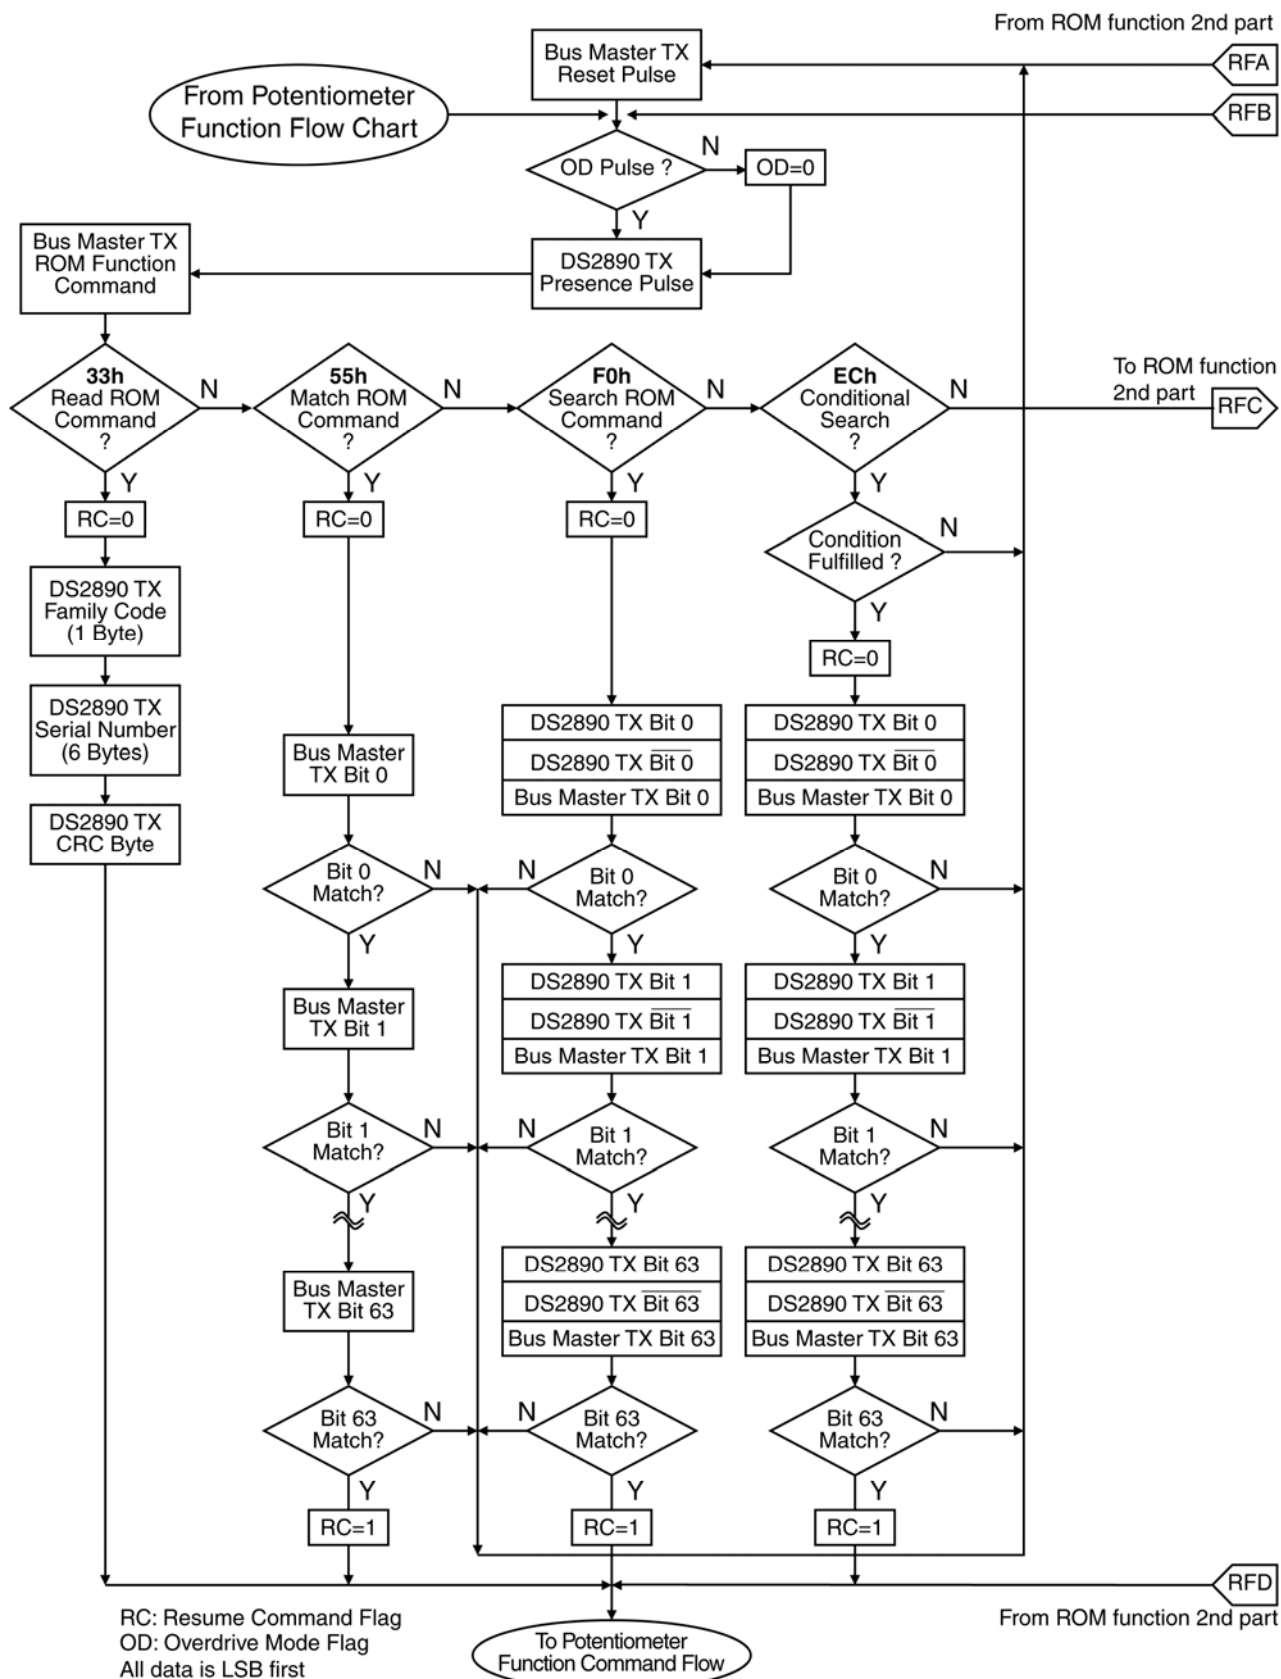 From ROM function 2nd part
Bus Master TX
Reset Pulse
RFA
From Potentiometer
Function Flow Chart
RFB
OD Pulse ?
N
OD=0
Y
Bus Master TX
ROM Function
Command
DS2890 TX
Presence Pulse
33h
Read ROM
Command
?
N
55h
Match ROM
Command
?
N
F0h
Search ROM
Command
?
N
ECh
Conditional
Search
?
N
To ROM function
2nd part
RFC
Y
Y
Y
Y
RC=0
RC=0
RC=0
Condition
Fulfilled ?
N
Y
RC=0
DS2890 TX
Family Code
(1 Byte)
DS2890 TX
Serial Number
(6 Bytes)
DS2890 TX
CRC Byte
Bus Master
TX Bit 0
DS2890 TX Bit 0
DS2890 TX Bit 0
Bus Master TX Bit 0
DS2890 TX Bit 0
DS2890 TX Bit 0
Bus Master TX Bit 0
Bit 0
Match?
N
N
Bit 0
Match?
Bit 0
Match?
N
Y
Y
Y
Bus Master
TX Bit 1
DS2890 TX Bit 1
DS2890 TX Bit 1
Bus Master TX Bit 1
DS2890 TX Bit 1
DS2890 TX Bit 1
Bus Master TX Bit 1
Bit 1
Match?
N
N
Bit 1
Match?
Bit 1
Match?
N
Y
Y
Y
Bus Master
TX Bit 63
DS2890 TX Bit 63
DS2890 TX Bit 63
Bus Master TX Bit 63
DS2890 TX Bit 63
DS2890 TX Bit 63
Bus Master TX Bit 63
Bit 63
Match?
N
N
Bit 63
Match?
Bit 63
Match?
N
Y
Y
Y
RC=1
RC=1
RC=1
RFD
From ROM function 2nd part
RC: Resume Command Flag
OD: Overdrive Mode Flag
All data is LSB first
To Potentiometer
Function Command Flow